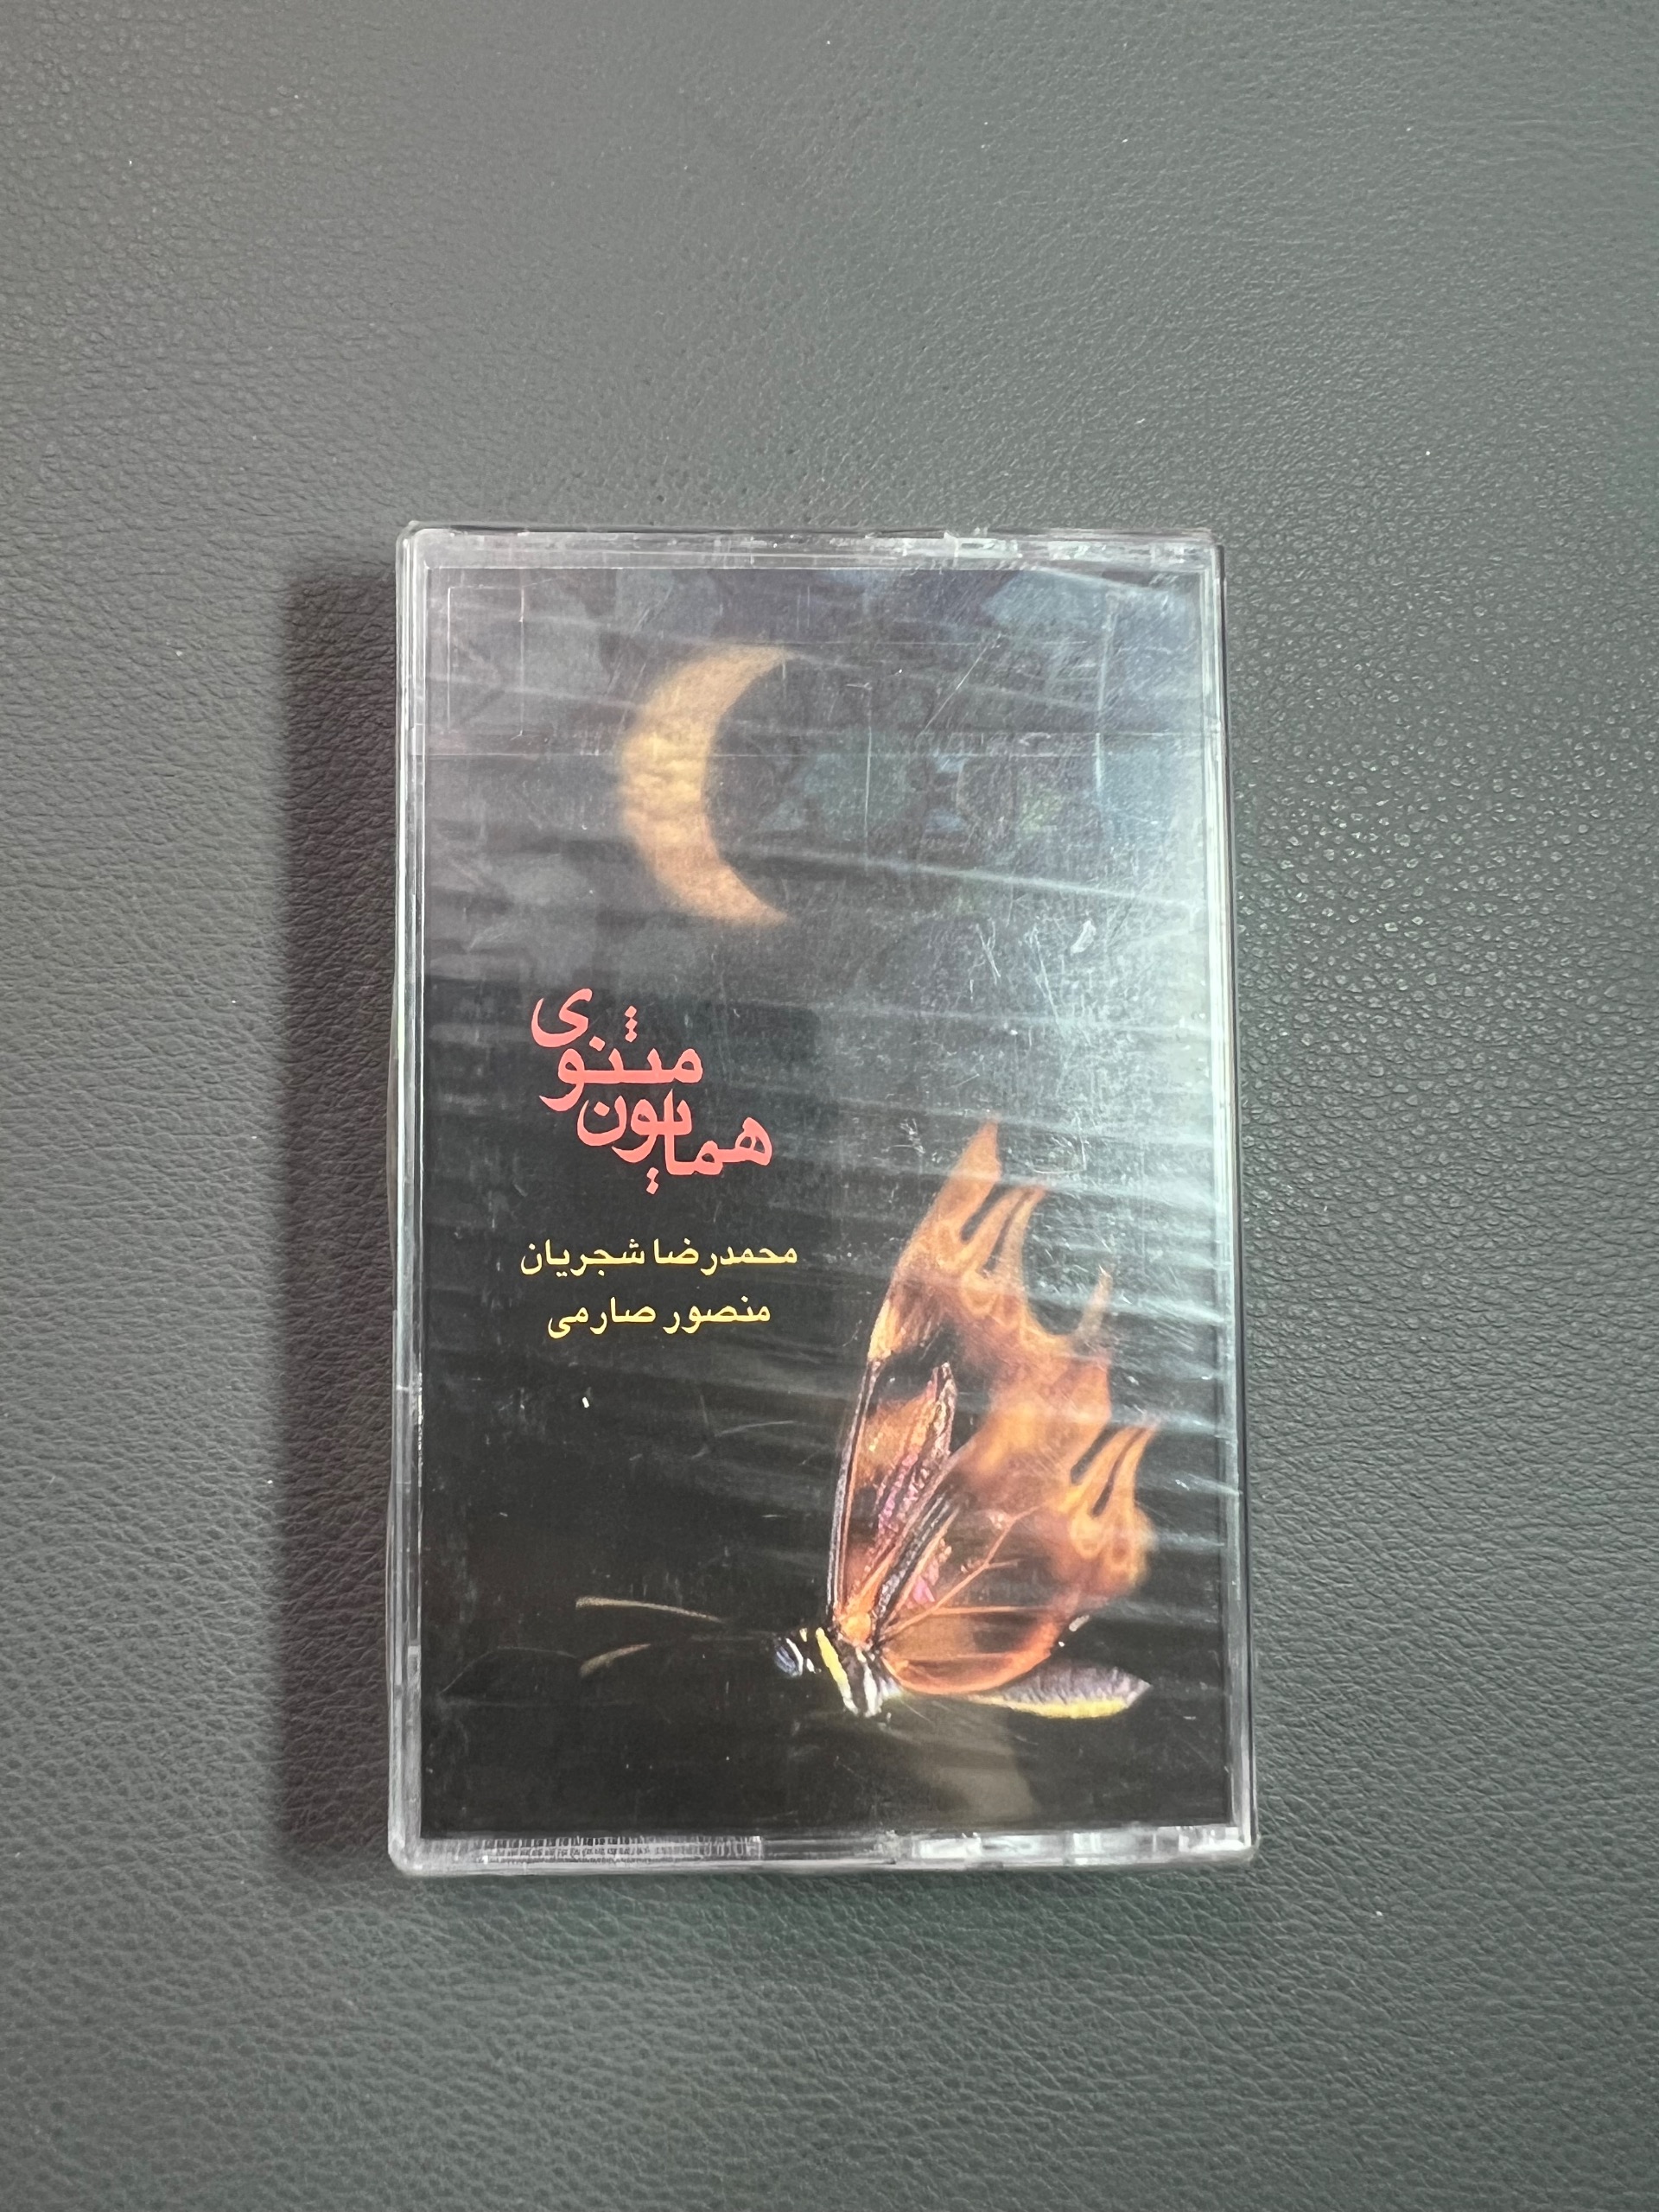 همایون مثنوی
محمدرضا شجریان
منصور صارمی